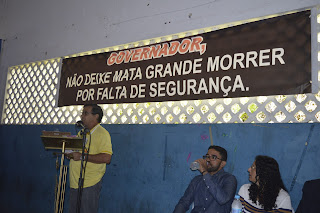 GOVERNADOR,
NÃO DEIXE MATA GRANDE MORRER
POR FALTA DE SEGURANÇA.